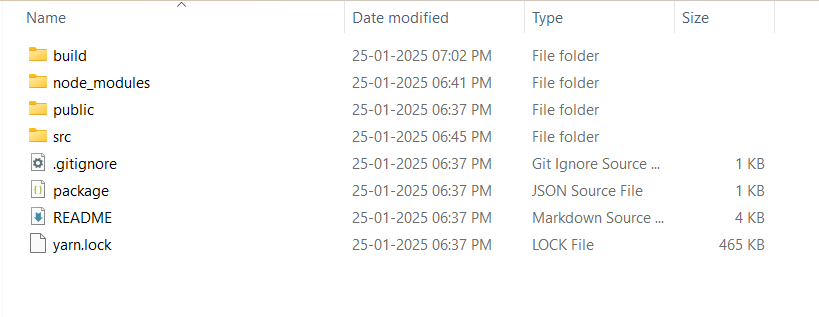 Name Date modified Type Size
build 25-01-2025 07:02 PM File folder
node_modules 25-01-2025 06:41 PM File folder
public 25-01-2025 06:37 PM File folder
src 25-01-2025 06:45 PM File folder
.gitignore 25-01-2025 06:37 PM Git Ignore Source ... 1 KB
package 25-01-2025 06:37 PM JSON Source File 1 KB
README 25-01-2025 06:37 PM Markdown Source ... 4 KB
yarn.lock 25-01-2025 06:37 PM LOCK File 465 KB